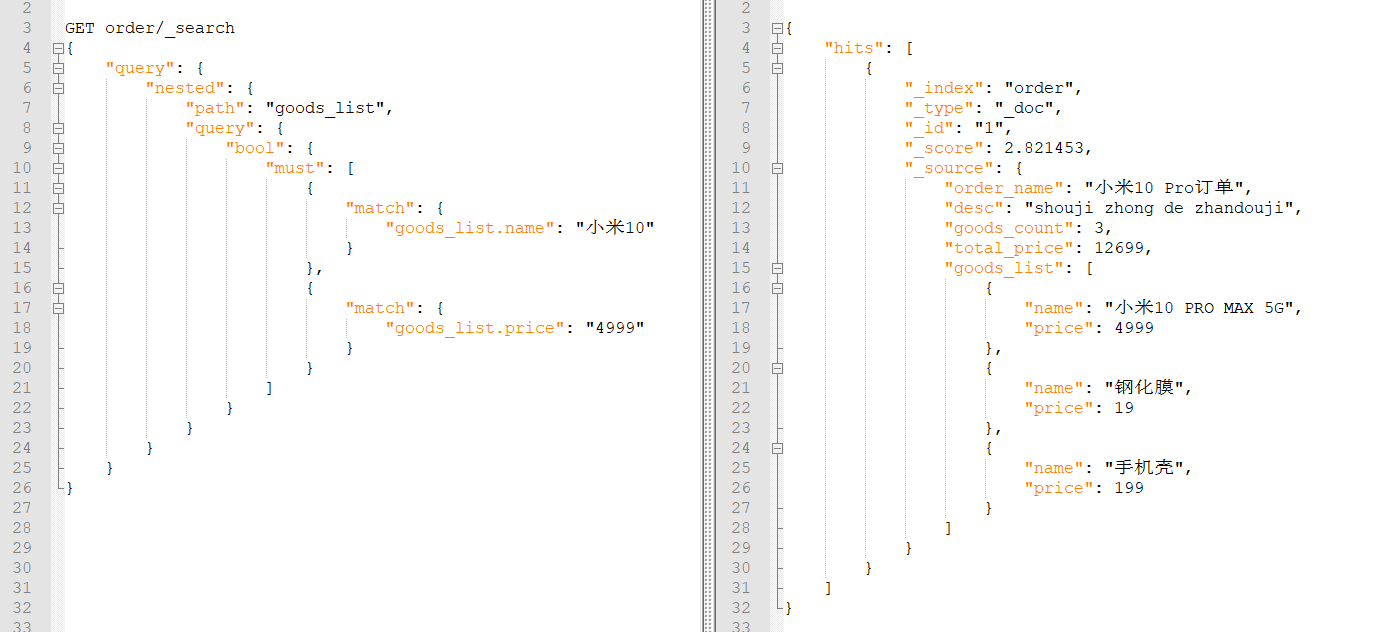 2
3 GET order/_search
4 {
5 "query": {
6 "nested": {
7 "path": "goods_list",
8 "query": {
9 "bool": {
10 "must": [
11 {
12 "match": {
13 "goods_list.name": "小米10"
14 }
15 },
16 {
17 "match": {
18 "goods_list.price": "4999"
19 }
20 }
21 ]
22 }
23 }
24 }
25 }
26 }
27
28
29
30
31
32
33
2
3 {
4 "hits": [
5 {
6 "_index": "order",
7 "_type": "_doc",
8 "_id": "1",
9 "_score": 2.821453,
10 "_source": {
11 "order_name": "小米10 Pro订单",
12 "desc": "shouji zhong de zhandouji",
13 "goods_count": 3,
14 "total_price": 12699,
15 "goods_list": [
16 {
17 "name": "小米10 PRO MAX 5G",
18 "price": 4999
19 },
20 {
21 "name": "钢化膜",
22 "price": 19
23 },
24 {
25 "name": "手机壳",
26 "price": 199
27 }
28 ]
29 }
30 }
31 ]
32 }
33